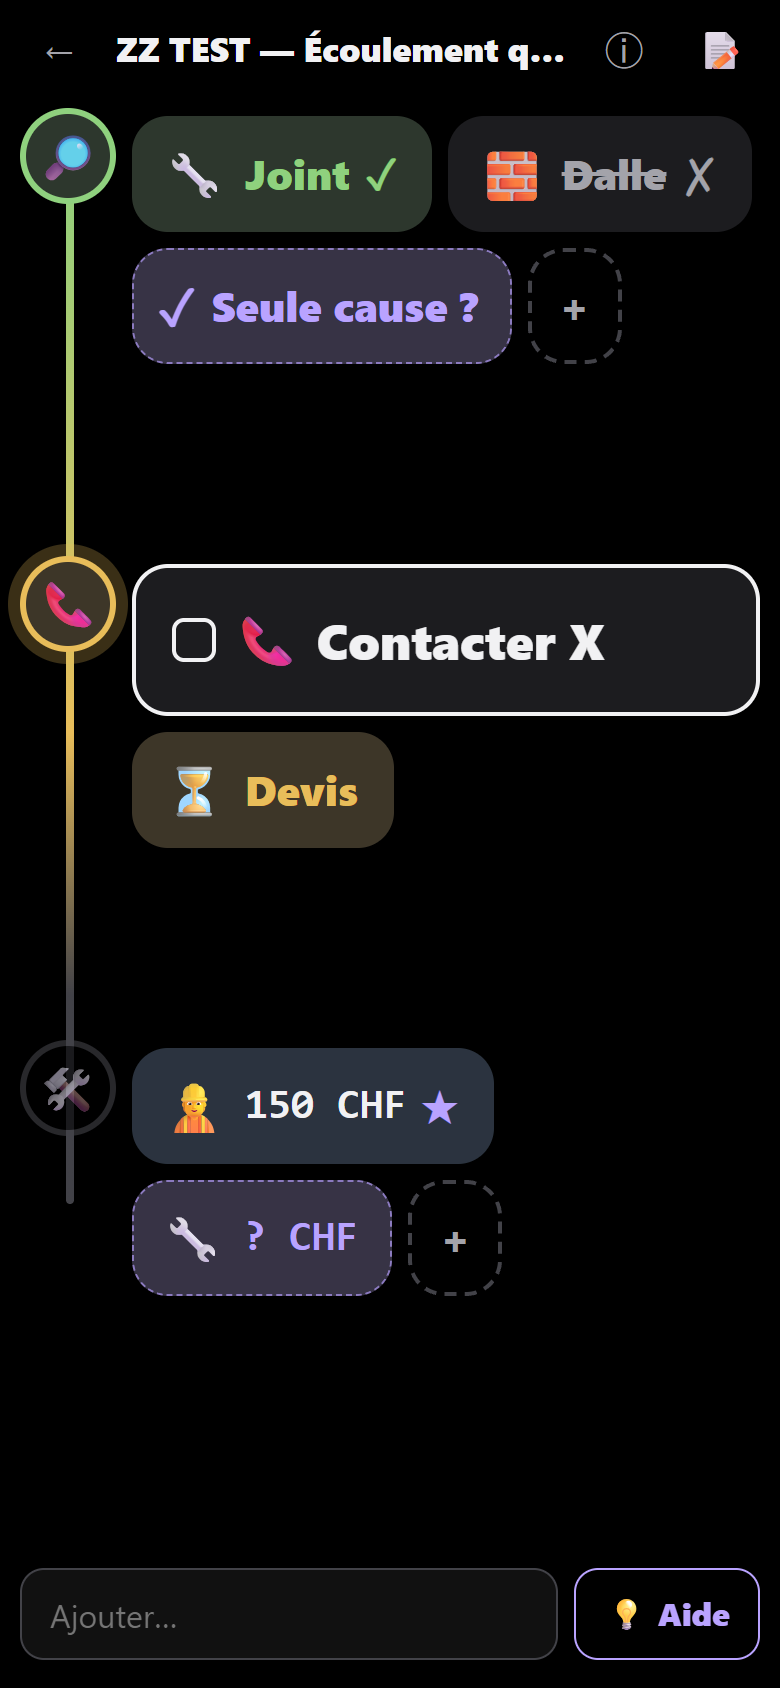 ← ZZ TEST — Écoulement q... ⓘ
Joint ✓ Dalle ✗
✓ Seule cause ? +
Contacter X
Devis
150 CHF ★
? CHF +
Ajouter... Aide